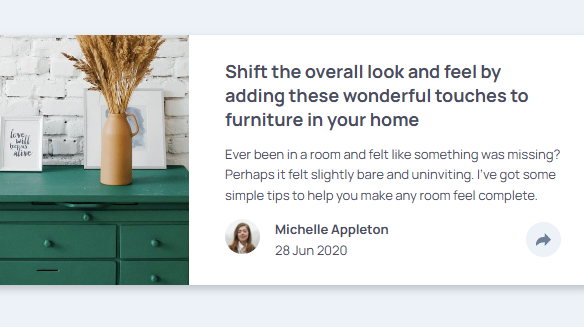 love
will
keep us
alive
Shift the overall look and feel by
adding these wonderful touches to
furniture in your home
Ever been in a room and felt like something was missing?
Perhaps it felt slightly bare and uninviting. I've got some
simple tips to help you make any room feel complete.
Michelle Appleton
28 Jun 2020